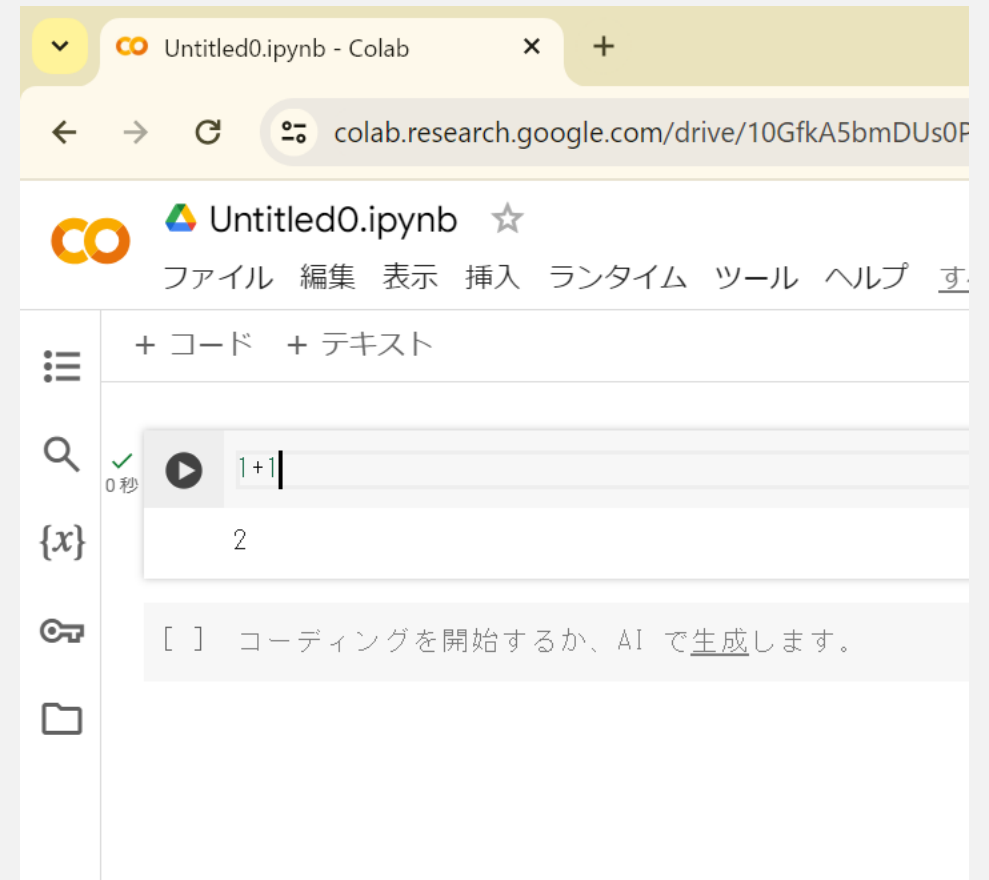 Untitled0.ipynb - Colab
colab.research.google.com/drive/10GfkA5bmDUs0P
Untitled0.ipynb
ファイル 編集 表示 挿入 ランタイム ツール ヘルプ
+ コード + テキスト
1+1
0 秒
2
{x}
[ ] コーディングを開始するか、AI で生成します。